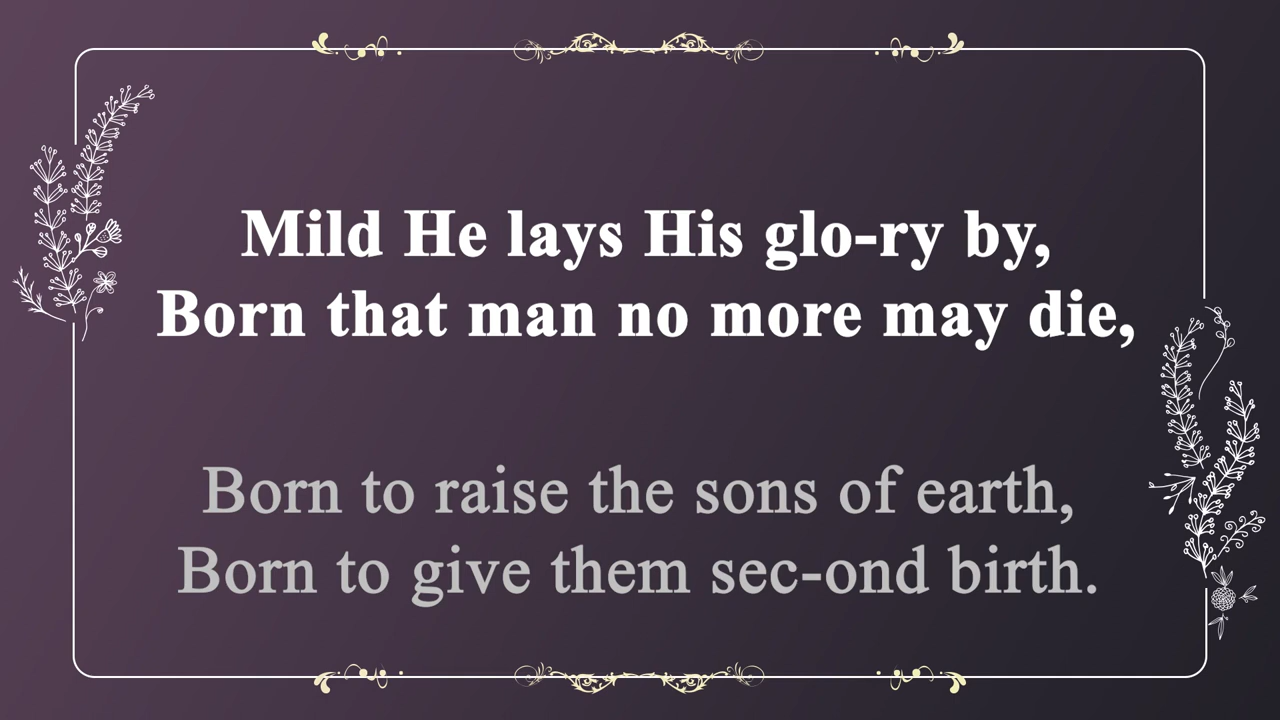 Mild He lays His glo-ry by,
Born that man no more may die,
Born to raise the sons of earth,
Born to give them sec-ond birth.